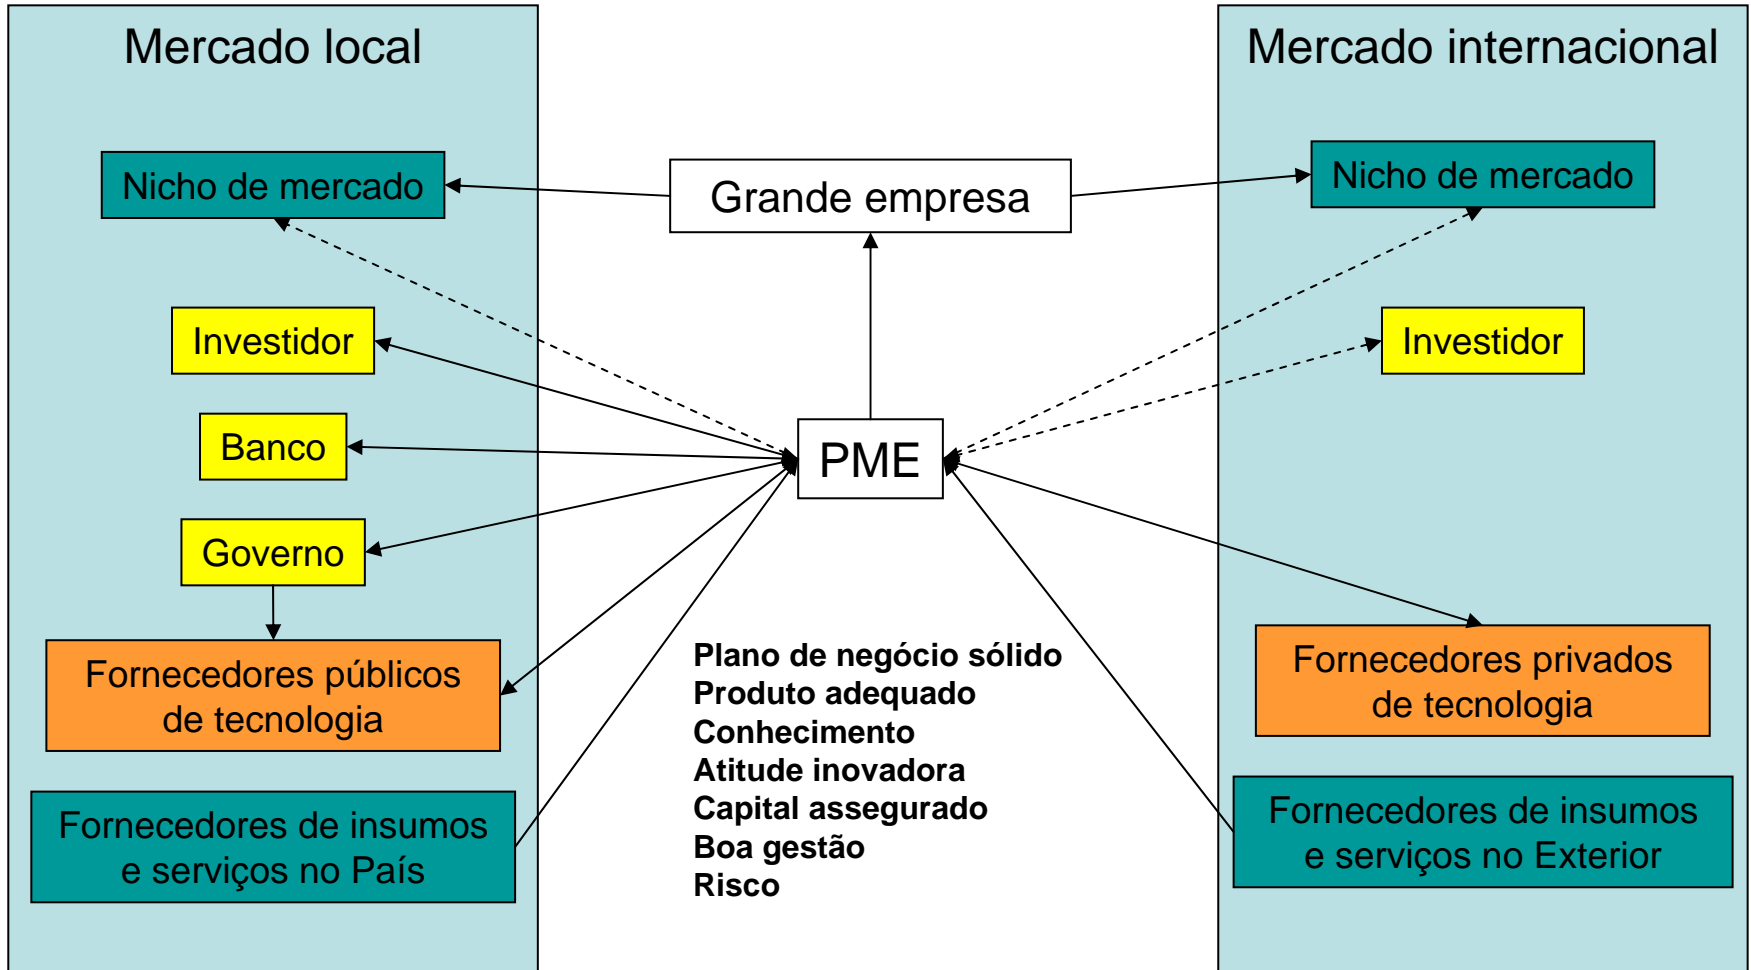 Mercado local
Nicho de mercado
Investidor
Banco
Governo
Fornecedores públicos
de tecnologia
Fornecedores de insumos
e serviços no País
Grande empresa
PME
Plano de negócio sólido
Produto adequado
Conhecimento
Atitude inovadora
Capital assegurado
Boa gestão
Risco
Mercado internacional
Nicho de mercado
Investidor
Fornecedores privados
de tecnologia
Fornecedores de insumos
e serviços no Exterior